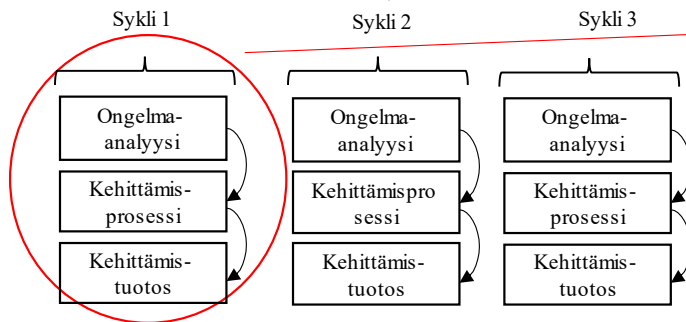 Sykli 1
Sykli 2
Sykli 3
Ongelma-
analyysi
Kehittämis-
prosessi
Kehittämis-
tuotos
Ongelma-
analyysi
Kehittämispro
sessi
Kehittämis-
tuotos
Ongelma-
analyysi
Kehittämis-
prosessi
Kehittämis-
tuotos